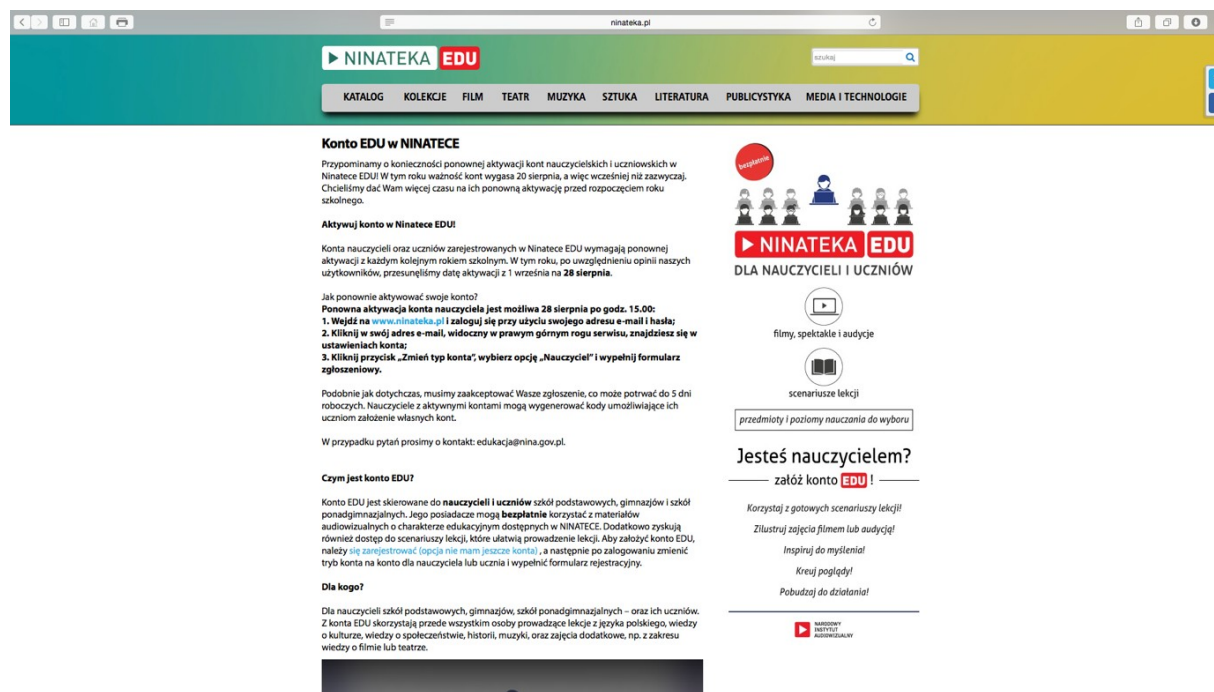 ninateka.pl
NINATEKA EDU
szukaj
KATALOG KOLEKCJE FILM TEATR MUZYKA SZTUKA LITERATURA PUBLICYSTYKA MEDIA I TECHNOLOGIE
Konto EDU w NINATECE
Przypominamy o konieczności ponownej aktywacji kont nauczycielskich i uczniowskich w
Ninatece EDU! W tym roku ważność kont wygasa 20 sierpnia, a więc wcześniej niż zazwyczaj.
Chcieliśmy dać Wam więcej czasu na ich ponowną aktywację przed rozpoczęciem roku
szkolnego.
Aktywuj konto w Ninatece EDU!
Konta nauczycieli oraz uczniów zarejestrowanych w Ninatece EDU wymagają ponownej
aktywacji z każdym kolejnym rokiem szkolnym. W tym roku, po uwzględnieniu opinii naszych
użytkowników, przesunęliśmy datę aktywacji z 1 września na 28 sierpnia.
Jak ponownie aktywować swoje konto?
Ponowna aktywacja konta nauczyciela jest możliwa 28 sierpnia po godz. 15.00:
1. Wejdź na www.ninateka.pl i zaloguj się przy użyciu swojego adresu e-mail i hasła;
2. Kliknij w swój adres e-mail, widoczny w prawym górnym rogu serwisu, znajdziesz się w
ustawieniach konta;
3. Kliknij przycisk „Zmień typ konta”, wybierz opcję „Nauczyciel” i wypełnij formularz
zgłoszeniowy.
Podobnie jak dotychczas, musimy zaakceptować Wasze zgłoszenie, co może potrwać do 5 dni
roboczych. Nauczyciele z aktywnymi kontami mogą wygenerować kody umożliwiające ich
uczniom założenie własnych kont.
W przypadku pytań prosimy o kontakt: edukacja@nina.gov.pl.
Czym jest konto EDU?
Konto EDU jest skierowane do nauczycieli i uczniów szkół podstawowych, gimnazjów i szkół
ponadgimnazjalnych. Jego posiadacze mogą bezpłatnie korzystać z materiałów
audiowizualnych o charakterze edukacyjnym dostępnych w NINATECE. Dodatkowo zyskują
również dostęp do scenariuszy lekcji, które ułatwią prowadzenie lekcji. Aby założyć konto EDU,
należy się zarejestrować (opcja nie mam jeszcze konta) , a następnie po zalogowaniu zmienić
tryb konta na konto dla nauczyciela lub ucznia i wypełnić formularz rejestracyjny.
Dla kogo?
Dla nauczycieli szkół podstawowych, gimnazjów, szkół ponadgimnazjalnych – oraz ich uczniów.
Z konta EDU skorzystają przede wszystkim osoby prowadzące lekcje z języka polskiego, wiedzy
o kulturze, wiedzy o społeczeństwie, historii, muzyki, oraz zajęcia dodatkowe, np. z zakresu
wiedzy o filmie lub teatrze.
bezpłatnie
NINATEKA EDU
DLA NAUCZYCIELI I UCZNIÓW
filmy, spektakle i audycje
scenariusze lekcji
przedmioty i poziomy nauczania do wyboru
Jesteś nauczycielem?
załóż konto EDU !
Korzystaj z gotowych scenariuszy lekcji!
Zilustruj zajęcia filmem lub audycją!
Inspiruj do myślenia!
Kreuj poglądy!
Pobudzaj do działania!
NARODOWY
INSTYTUT
AUDIOWIZUALNY